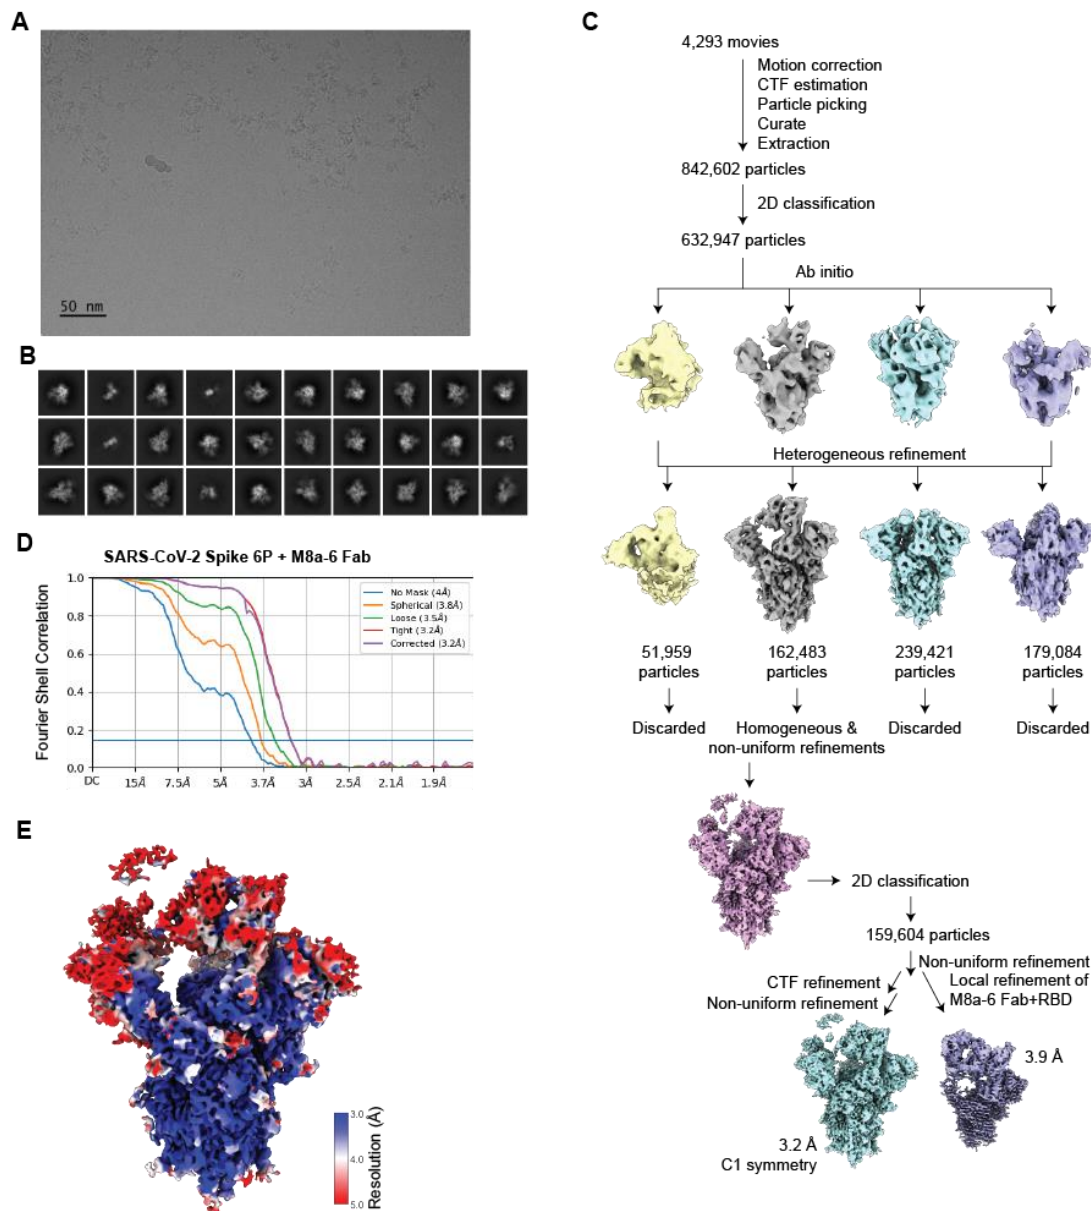 A
50 nm
B
C
4,293 movies
Motion correction
CTF estimation
Particle picking
Curate
Extraction
842,602 particles
2D classification
632,947 particles
Ab initio
Heterogeneous refinement
51,959
particles
162,483
particles
239,421
particles
179,084
particles
Discarded
Homogeneous &
non-uniform refinements
Discarded
Discarded
2D classification
159,604 particles
Non-uniform refinement
Local refinement of
M8a-6 Fab+RBD
CTF refinement
Non-uniform refinement
3.9 Å
3.2 Å
C1 symmetry
D
SARS-CoV-2 Spike 6P + M8a-6 Fab
Fourier Shell Correlation
1.0
0.8
0.6
0.4
0.2
0.0
No Mask (4Å)
Spherical (3.8Å)
Loose (3.5Å)
Tight (3.2Å)
Corrected (3.2Å)
DC
15Å
7.5Å
5Å
3.7Å
3Å
2.5Å
2.1Å
1.9Å
E
3.0
4.0
5.0
Resolution (Å)